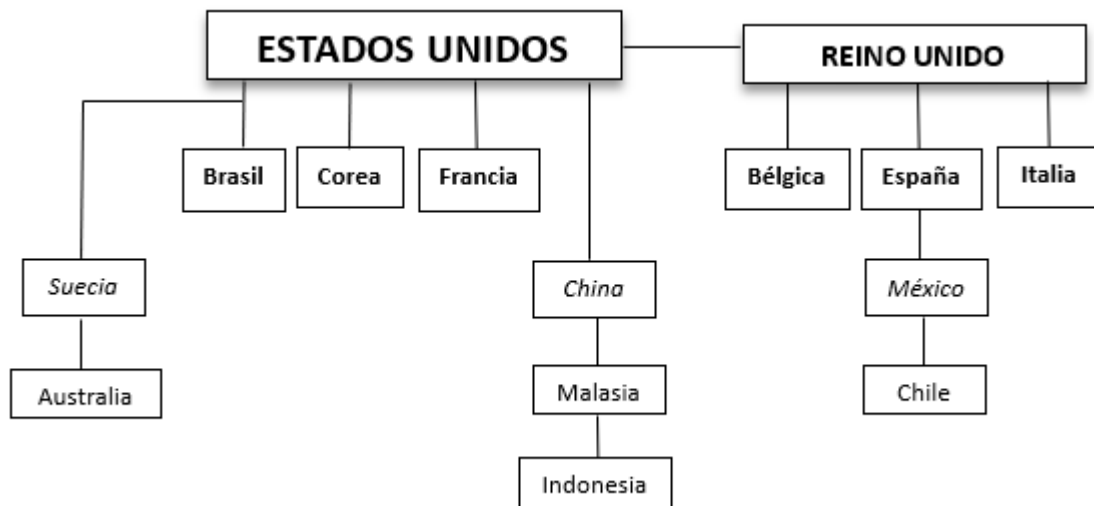 ESTADOS UNIDOS
REINO UNIDO
Brasil
Corea
Francia
Bélgica
España
Italia
Suecia
China
México
Australia
Malasia
Chile
Indonesia